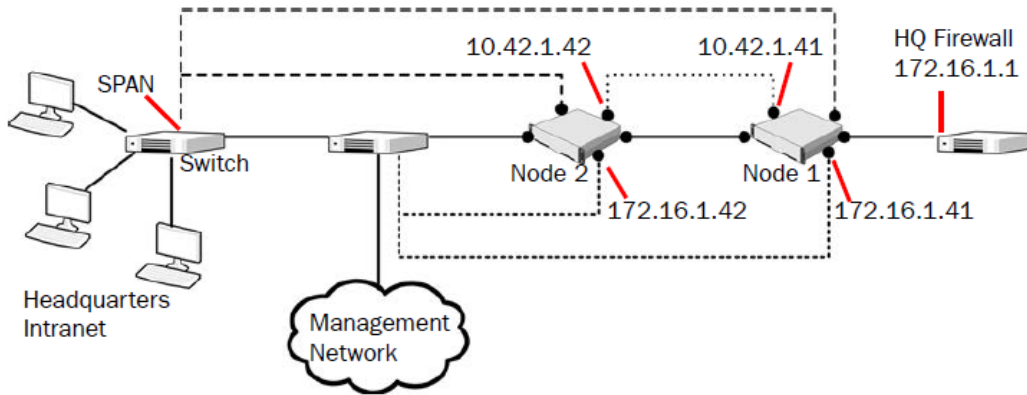 10.42.1.42
10.42.1.41
HQ Firewall
172.16.1.1
SPAN
Switch
Node 2
Node 1
172.16.1.42
172.16.1.41
Headquarters
Intranet
Management
Network